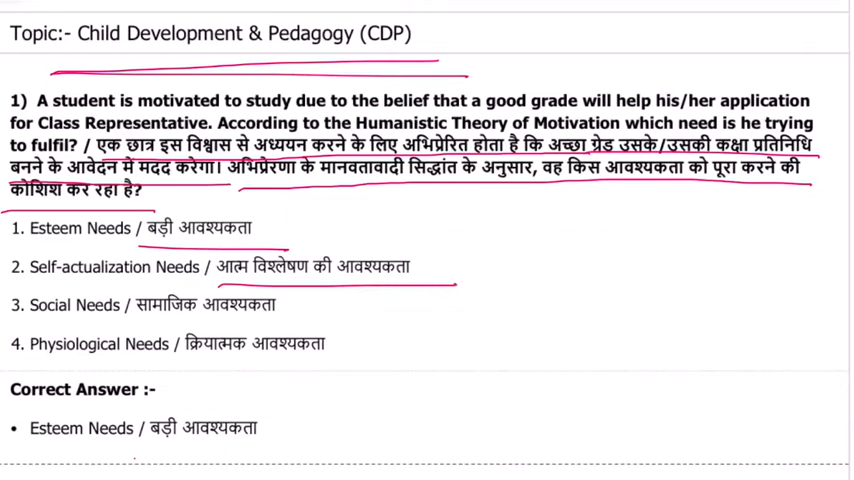 Topic:- Child Development & Pedagogy (CDP)
1) A student is motivated to study due to the belief that a good grade will help his/her application
for Class Representative. According to the Humanistic Theory of Motivation which need is he trying
to fulfil? / एक छात्र इस विश्वास से अध्ययन करने के लिए अभिप्रेरित होता है कि अच्छा ग्रेड उसके/उसकी कक्षा प्रतिनिधि
बनने के आवेदन में मदद करेगा। अभिप्रेरणा के मानवतावादी सिद्धांत के अनुसार, वह किस आवश्यकता को पूरा करने की
कोशिश कर रहा है?
1. Esteem Needs / बड़ी आवश्यकता
2. Self-actualization Needs / आत्म विश्लेषण की आवश्यकता
3. Social Needs / सामाजिक आवश्यकता
4. Physiological Needs / क्रियात्मक आवश्यकता
Correct Answer :-
• Esteem Needs / बड़ी आवश्यकता